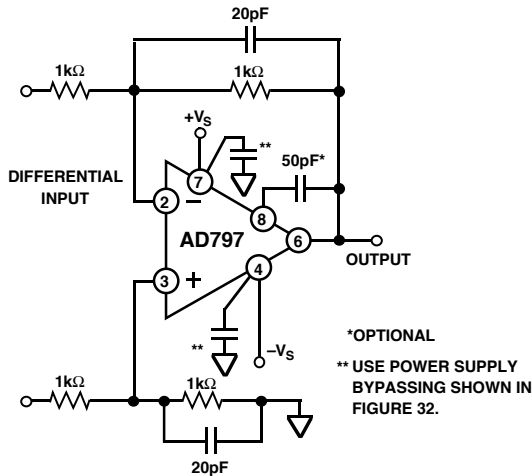 20pF
1kΩ
1kΩ
+VS
**
50pF*
DIFFERENTIAL
INPUT
7
2
−
8
AD797
6
OUTPUT
3
+
4
**
−VS
*OPTIONAL
** USE POWER SUPPLY
BYPASSING SHOWN IN
FIGURE 32.
1kΩ
1kΩ
20pF